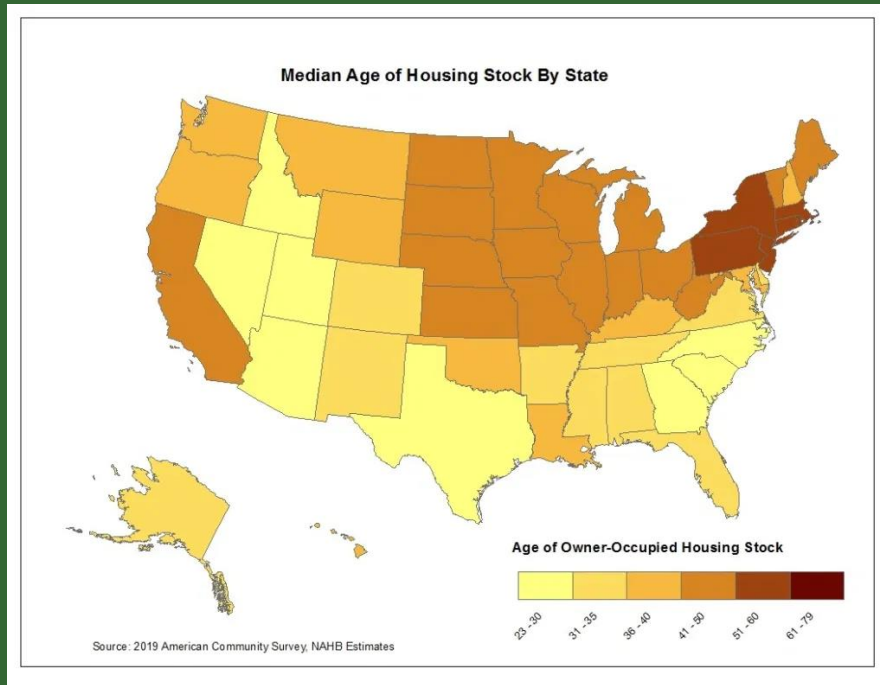 Median Age of Housing Stock By State
Age of Owner-Occupied Housing Stock
23 -30
31 -35
36 -40
41 -50
51 -60
61 -79
Source: 2019 American Community Survey, NAHB Estimates